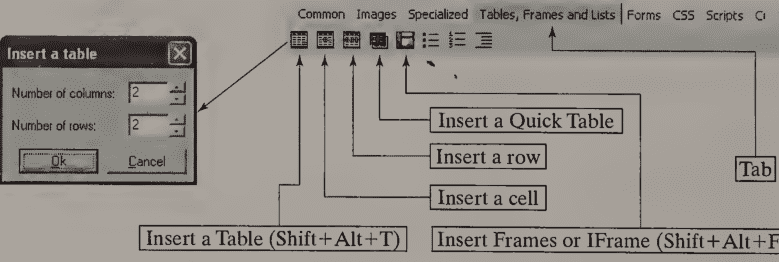 Common Images Specialized Tables, Frames and Lists Forms CSS Scripts
Insert a table
Number of columns: 2
Number of rows: 2
Ok Cancel
Insert a Quick Table
Insert a row
Tab
Insert a cell
Insert a Table (Shift+Alt+T)
Insert Frames or IFrame (Shift+Alt+F